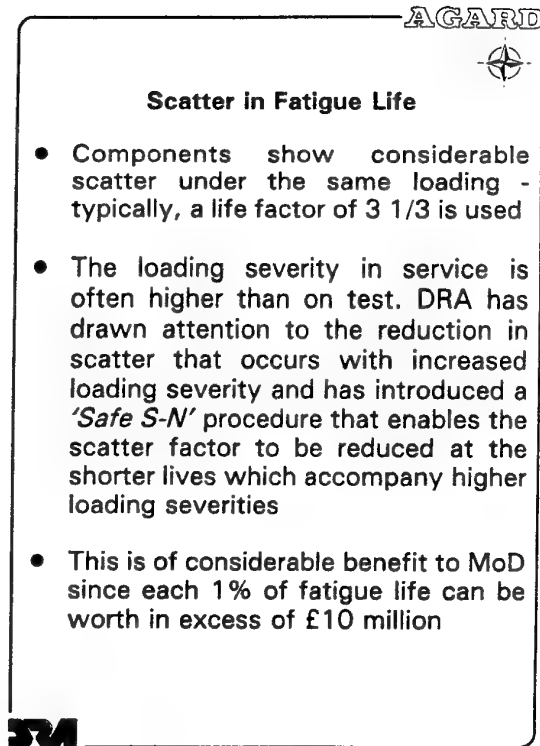 AGARD
Scatter in Fatigue Life
• Components show considerable
scatter under the same loading -
typically, a life factor of 3 1/3 is used
• The loading severity in service is
often higher than on test. DRA has
drawn attention to the reduction in
scatter that occurs with increased
loading severity and has introduced a
'Safe S-N' procedure that enables the
scatter factor to be reduced at the
shorter lives which accompany higher
loading severities
• This is of considerable benefit to MoD
since each 1% of fatigue life can be
worth in excess of £10 million